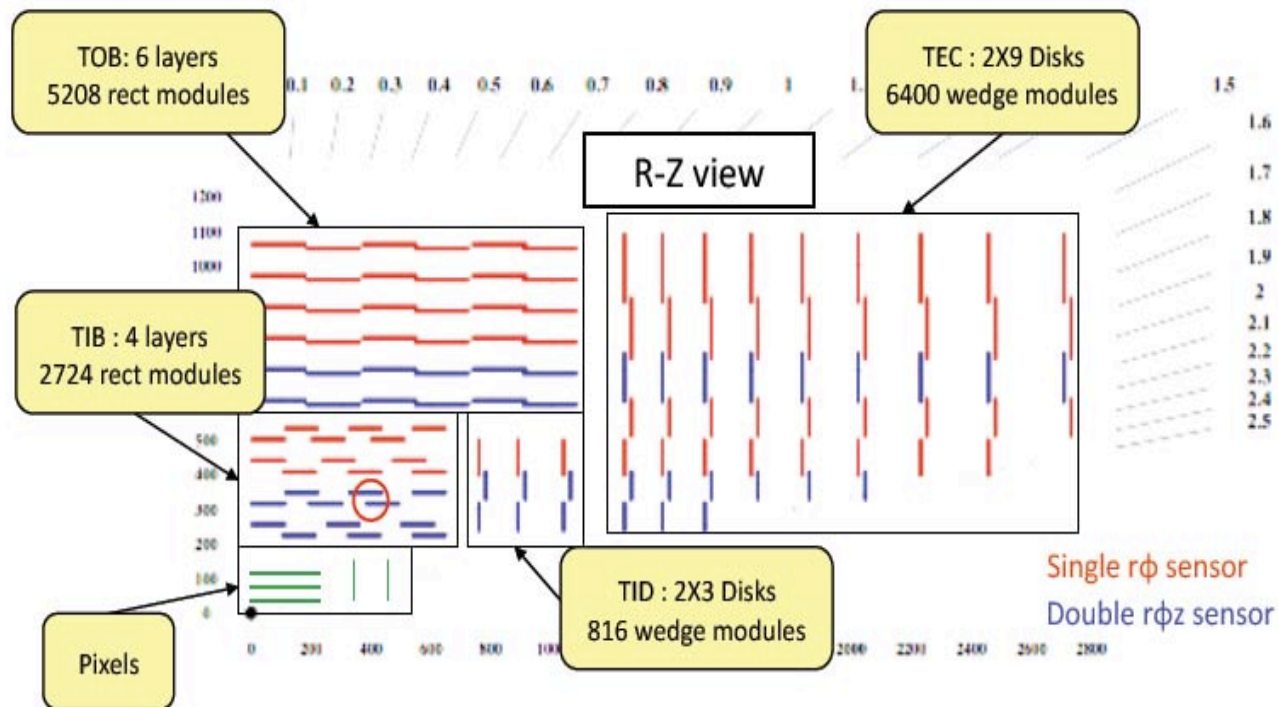 TOB: 6 layers
5208 rect modules
TEC : 2X9 Disks
6400 wedge modules
0.1 0.2 0.3 0.4 0.5 0.6 0.7 0.8 0.9 1 1. 1.5
1.6
R-Z view
1.7
1200
1.8
1100
1.9
1000
2
TIB : 4 layers
2724 rect modules
2.1
2.2
2.3
2.4
2.5
500
400
300
200
100
0
TID : 2X3 Disks
816 wedge modules
Single rϕ sensor
Double rϕz sensor
Pixels
0 200 400 600 800 2000 2200 2400 2600 2800